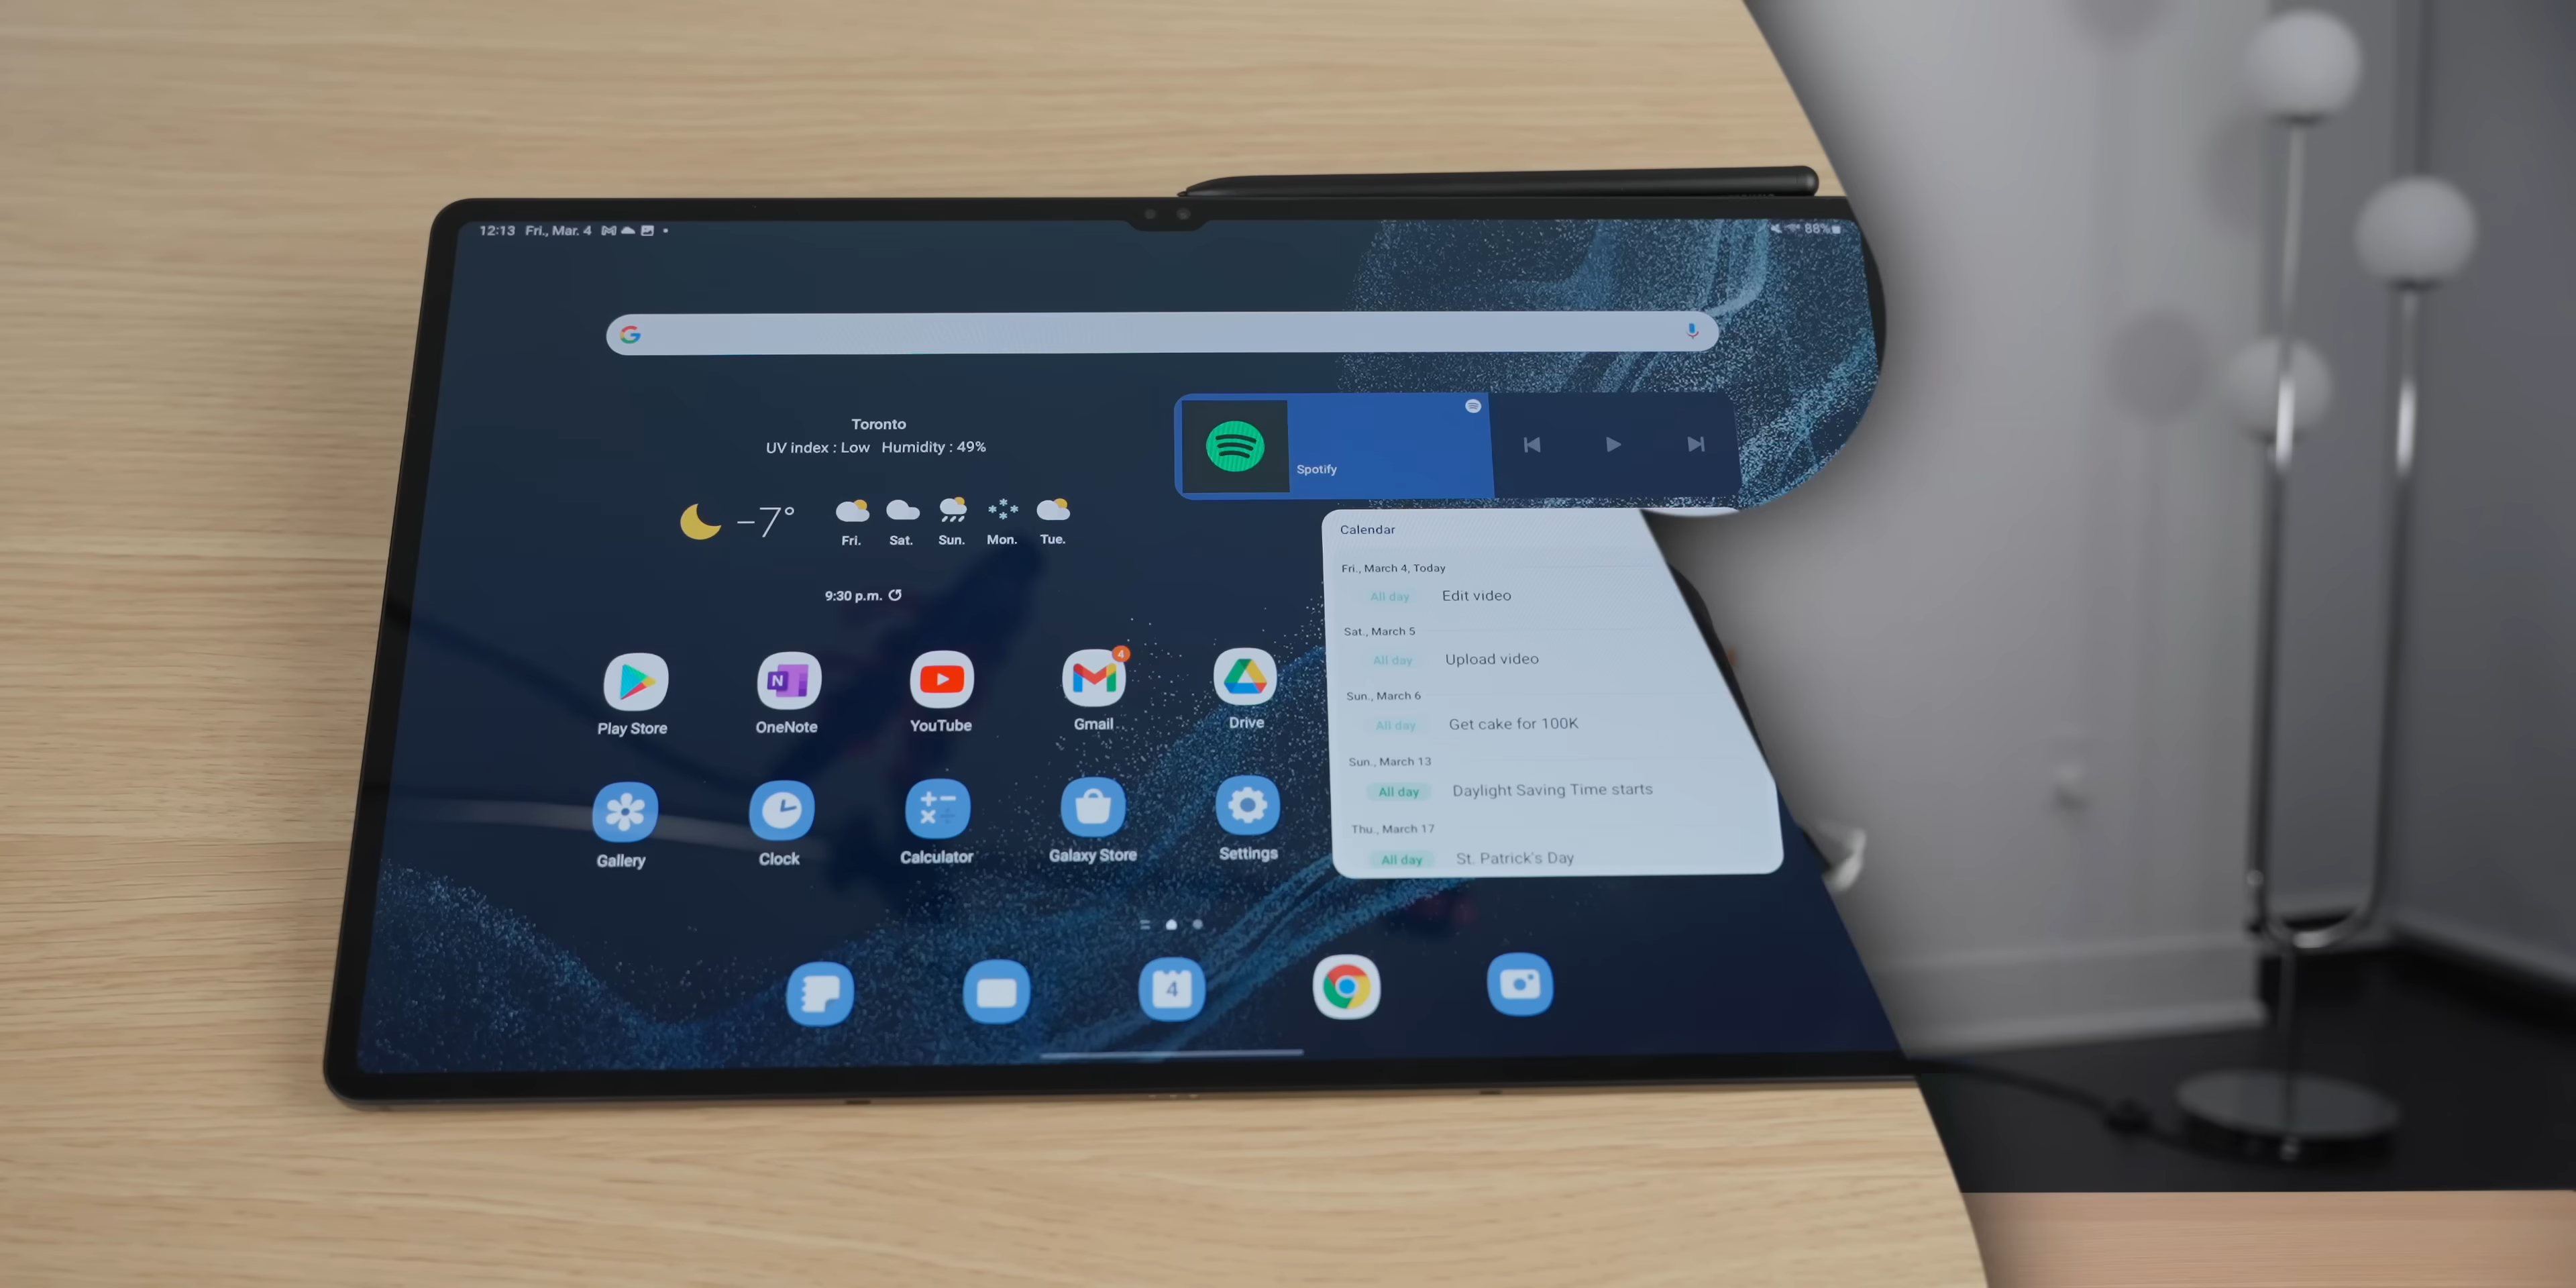 12:13 Fri., Mar. 4
88%
Toronto
UV index : Low Humidity : 49%
-7°
Fri. Sat. Sun. Mon. Tue.
9:30 p.m.
Spotify
Calendar
Fri., March 4, Today
All day Edit video
Sat., March 5
All day Upload video
Sun., March 6
All day Get cake for 100K
Sun., March 13
All day Daylight Saving Time starts
Thu., March 17
All day St. Patrick's Day
N
4
Play Store OneNote YouTube Gmail Drive
Gallery Clock Calculator Galaxy Store Settings
4